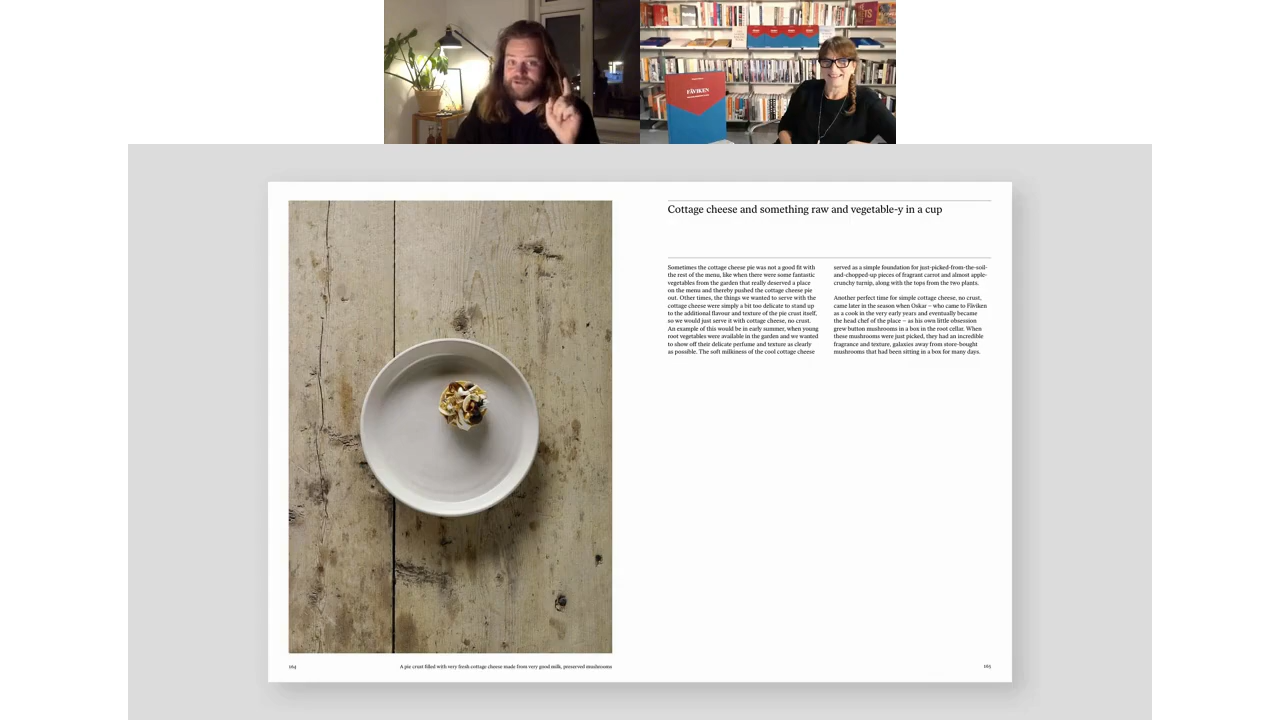 FÄVIKEN
Cottage cheese and something raw and vegetable-y in a cup
Sometimes the cottage cheese pie was not a good fit with
the rest of the menu, like when there were some fantastic
vegetables from the garden that really deserved a place
on the menu and thereby pushed the cottage cheese pie
out. Other times, the things we wanted to serve with the
cottage cheese were simply a bit too delicate to stand up
to the additional flavour and texture of the pie crust itself,
so we would just serve it with cottage cheese, no crust.
An example of this would be in early summer, when young
root vegetables were available in the garden and we wanted
to show off their delicate perfume and texture as clearly
as possible. The soft milkiness of the cool cottage cheese
served as a simple foundation for just-picked-from-the-soil-
and-chopped-up pieces of fragrant carrot and almost apple-
crunchy turnip, along with the tops from the two plants.
Another perfect time for simple cottage cheese, no crust,
came later in the season when Oskar – who came to Fäviken
as a cook in the very early years and eventually became
the head chef of the place – as his own little obsession
grew button mushrooms in a box in the root cellar. When
these mushrooms were just picked, they had an incredible
fragrance and texture, galaxies away from store-bought
mushrooms that had been sitting in a box for many days.
164
A pie crust filled with very fresh cottage cheese made from very good milk, preserved mushrooms
165